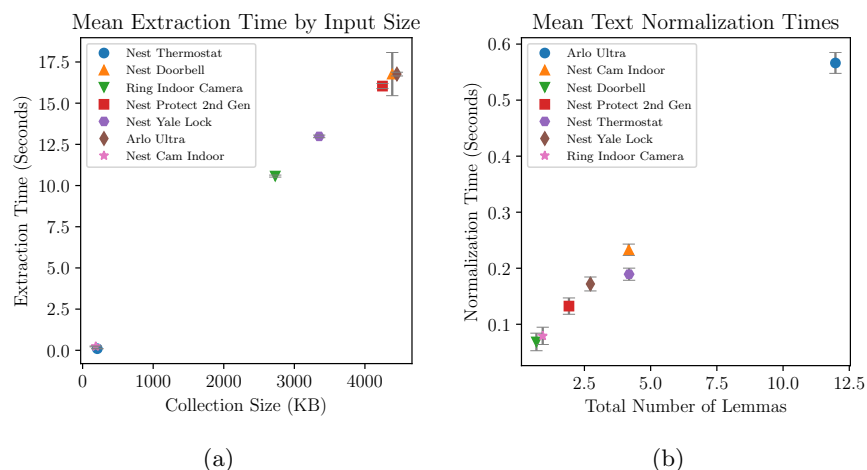 Mean Extraction Time by Input Size
17.5
15.0
12.5
10.0
7.5
5.0
2.5
0.0
Extraction Time (Seconds)
Nest Thermostat
Nest Doorbell
Ring Indoor Camera
Nest Protect 2nd Gen
Nest Yale Lock
Arlo Ultra
Nest Cam Indoor
0 1000 2000 3000 4000
Collection Size (KB)
(a)
Mean Text Normalization Times
0.6
0.5
0.4
0.3
0.2
0.1
Normalization Time (Seconds)
Arlo Ultra
Nest Cam Indoor
Nest Doorbell
Nest Protect 2nd Gen
Nest Thermostat
Nest Yale Lock
Ring Indoor Camera
2.5 5.0 7.5 10.0 12.5
Total Number of Lemmas
(b)